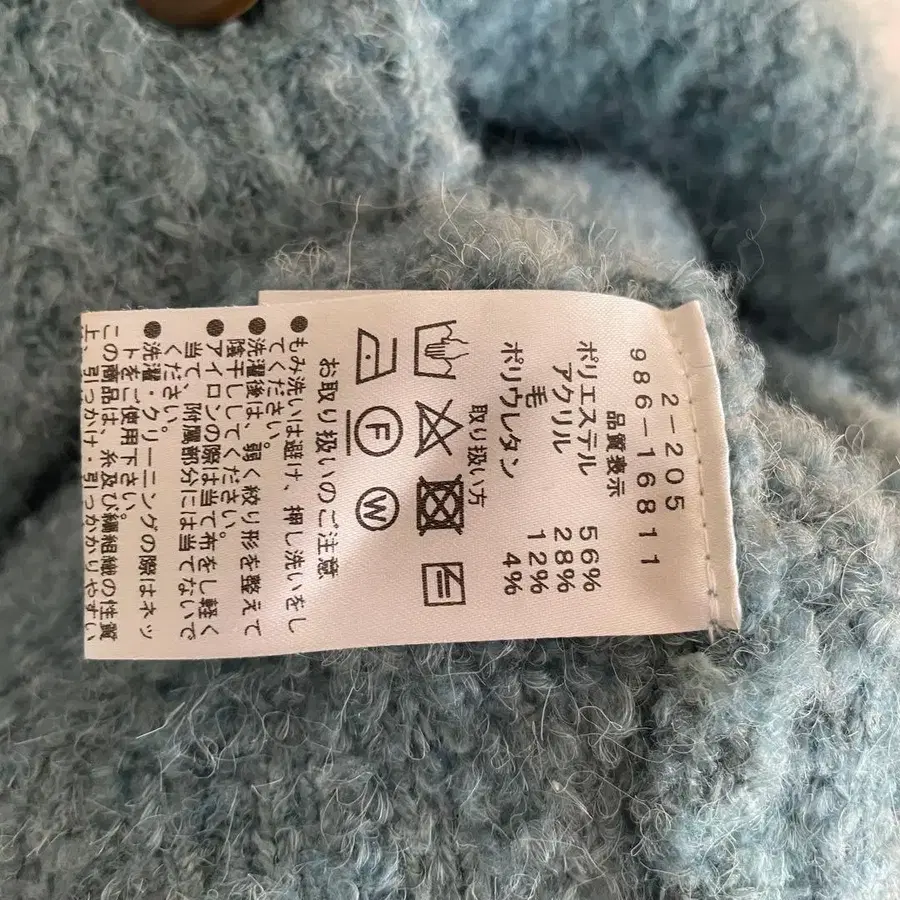 2-205
986-16811
品質表示
ポリエステル 56%
アクリル 28%
毛 12%
ポリウレタン 4%
取り扱い方
F W
お取り扱いのご注意
●もみ洗いは避け、押し洗いをし
てください。
●洗濯後は、弱く絞り形を整えて
陰干ししてください。
●アイロンの際は当て布をし軽く
当て、附属部分には当てないで
ください。
●洗濯・クリーニングの際はネッ
トをご使用下さい。
この商品は、糸及び編組織の性質
上、引っかけ・引っかかりやすい